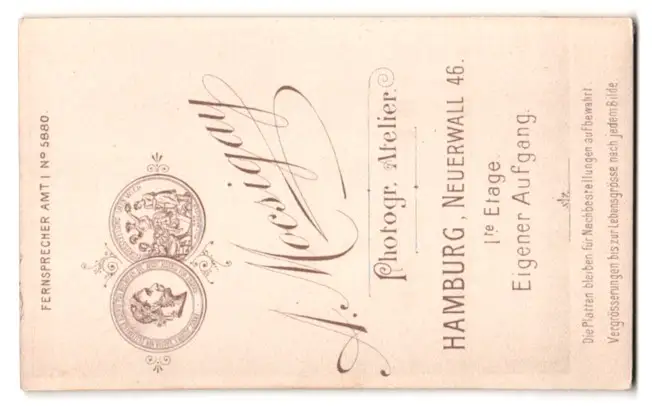 FERNSPRECHER AMT I No 5880.
A. Mocsigay
Photogr. Atelier.
HAMBURG, NEUERWALL 46.
1te Etage.
Eigener Aufgang.
Die Platten bleiben für Nachbestellungen aufbewahrt.
Vergrösserungen bis zur Lebensgrösse nach jedem Bilde.